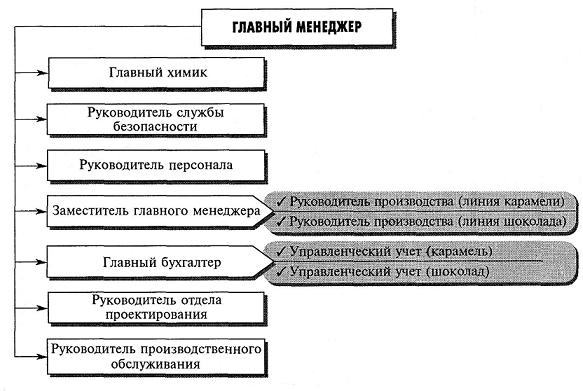 ГЛАВНЫЙ МЕНЕДЖЕР
Главный химик
Руководитель службы
безопасности
Руководитель персонала
Заместитель главного менеджера
✓ Руководитель производства (линия карамели)
✓ Руководитель производства (линия шоколада)
Главный бухгалтер
✓ Управленческий учет (карамель)
✓ Управленческий учет (шоколад)
Руководитель отдела
проектирования
Руководитель производственного
обслуживания